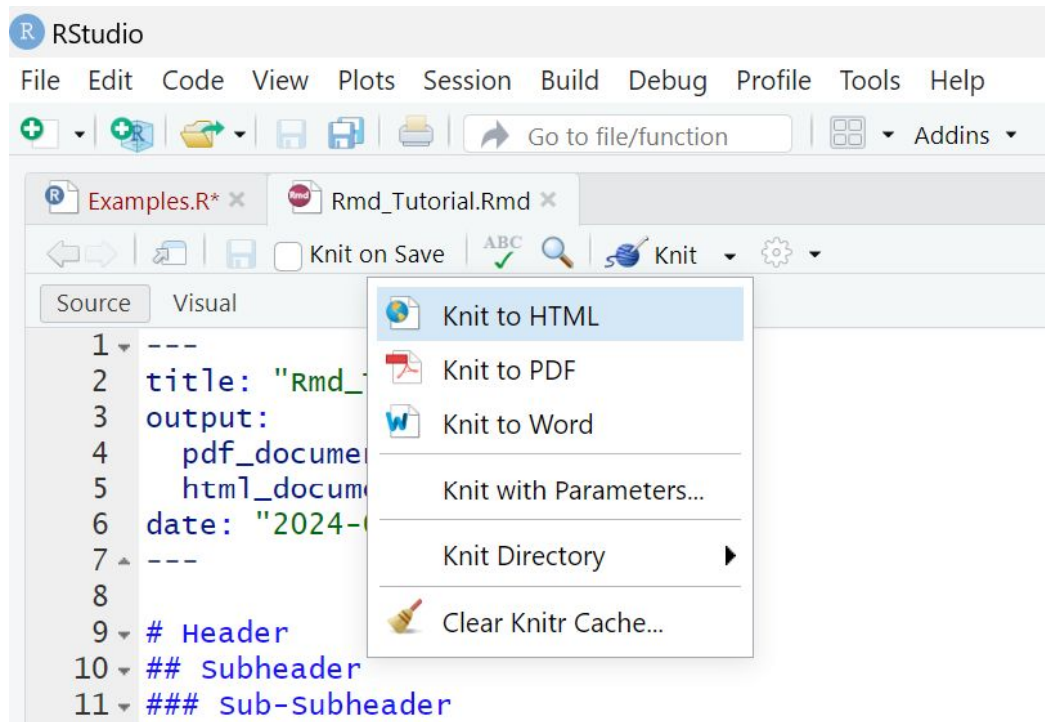 R RStudio
File Edit Code View Plots Session Build Debug Profile Tools Help
R Go to file/function Addins
R Examples.R* Rmd Rmd_Tutorial.Rmd
Knit on Save ABC Knit
Source Visual
Knit to HTML
Knit to PDF
W Knit to Word
Knit with Parameters...
Knit Directory
Clear Knitr Cache...
1 ---
2 title: "Rmd_
3 output:
4 pdf_docume
5 html_docum
6 date: "2024-
7 ---
8
9 # Header
10 ## Subheader
11 ### Sub-Subheader